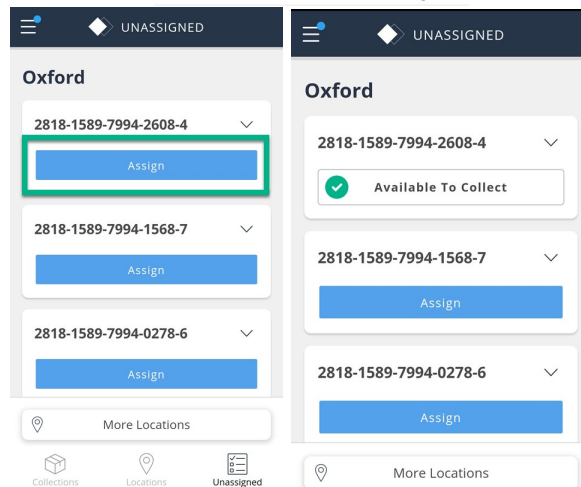 UNASSIGNED
Oxford
2818-1589-7994-2608-4
Assign
2818-1589-7994-1568-7
Assign
2818-1589-7994-0278-6
Assign
More Locations
Collections
Locations
Unassigned
UNASSIGNED
Oxford
2818-1589-7994-2608-4
Available To Collect
2818-1589-7994-1568-7
Assign
2818-1589-7994-0278-6
Assign
More Locations